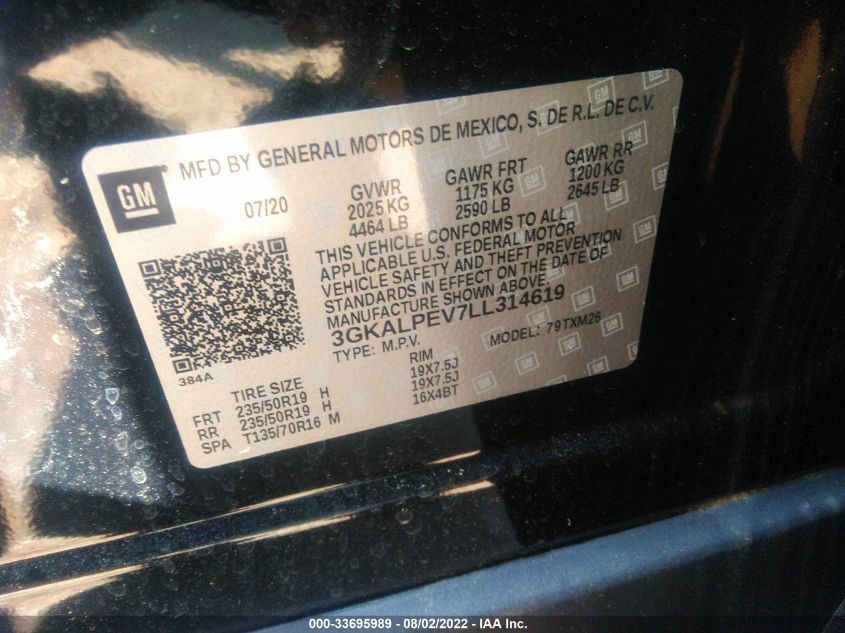 MFD BY GENERAL MOTORS DE MEXICO, S. DE R.L. DE C.V.
GM
07/20
GVWR
2025 KG
4464 LB
GAWR FRT
1175 KG
2590 LB
GAWR RR
1200 KG
2645 LB
THIS VEHICLE CONFORMS TO ALL
APPLICABLE U.S. FEDERAL MOTOR
VEHICLE SAFETY AND THEFT PREVENTION
STANDARDS IN EFFECT ON THE DATE OF
MANUFACTURE SHOWN ABOVE.
3GKALPEV7LL314619
TYPE: M.P.V. MODEL: 79TXM26
384A
TIRE SIZE RIM
FRT 235/50R19 H 19X7.5J
RR 235/50R19 H 19X7.5J
SPA T135/70R16 M 16X4BT
000-33695989 - 08/02/2022 - IAA Inc.